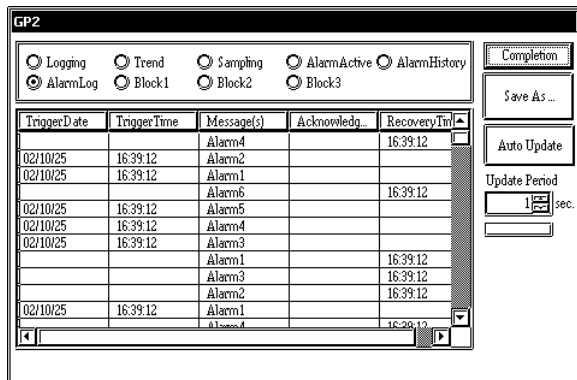 GP2
Logging Trend Sampling AlarmActive AlarmHistory
AlarmLog Block1 Block2 Block3
Completion
Save As ...
Auto Update
Update Period
1 sec.
TriggerDate TriggerTime Message(s) Acknowledg... RecoveryTim
Alarm4 16:39:12
02/10/25 16:39:12 Alarm2
02/10/25 16:39:12 Alarm1
Alarm6 16:39:12
02/10/25 16:39:12 Alarm5
02/10/25 16:39:12 Alarm4
02/10/25 16:39:12 Alarm3
Alarm1 16:39:12
Alarm3 16:39:12
Alarm2 16:39:12
02/10/25 16:39:12 Alarm1
Alarm4 16:39:12